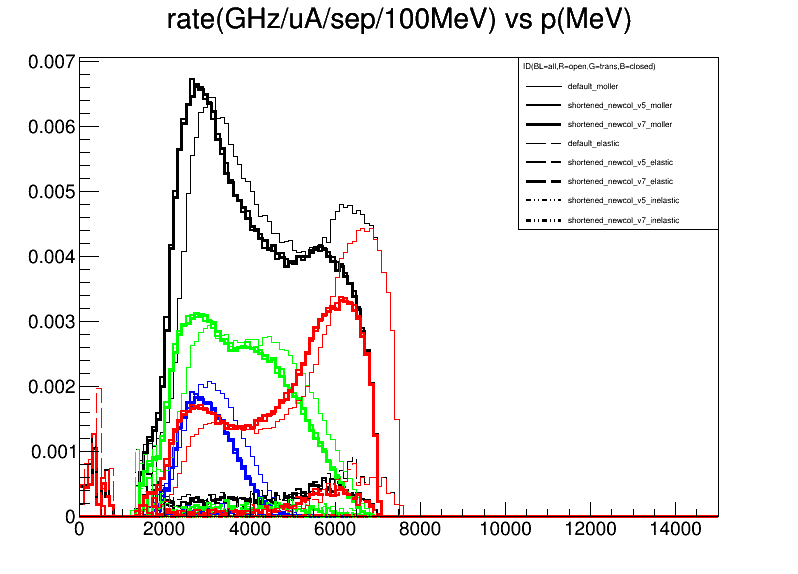 rate(GHz/uA/sep/100MeV) vs p(MeV)
0.007
0.006
0.005
0.004
0.003
0.002
0.001
0
0 2000 4000 6000 8000 10000 12000 14000
ID(BL=all,R=open,G=trans,B=closed)
default_moller
shortened_newcol_v5_moller
shortened_newcol_v7_moller
default_elastic
shortened_newcol_v5_elastic
shortened_newcol_v7_elastic
shortened_newcol_v5_inelastic
shortened_newcol_v7_inelastic